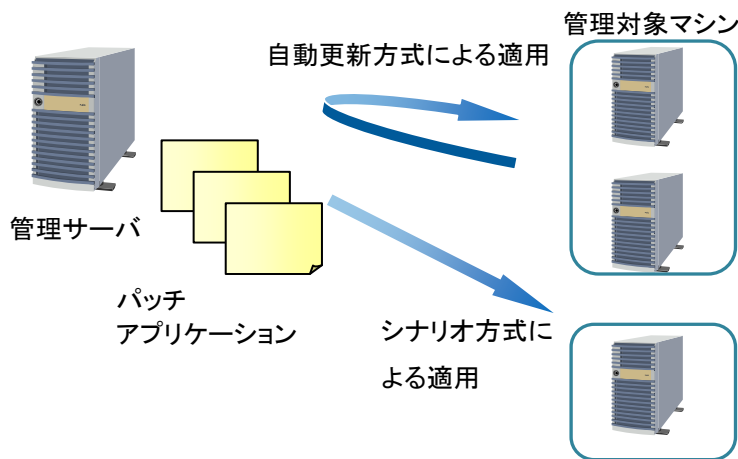 管理対象マシン
自動更新方式による適用
管理サーバ
パッチ
アプリケーション
シナリオ方式に
よる適用